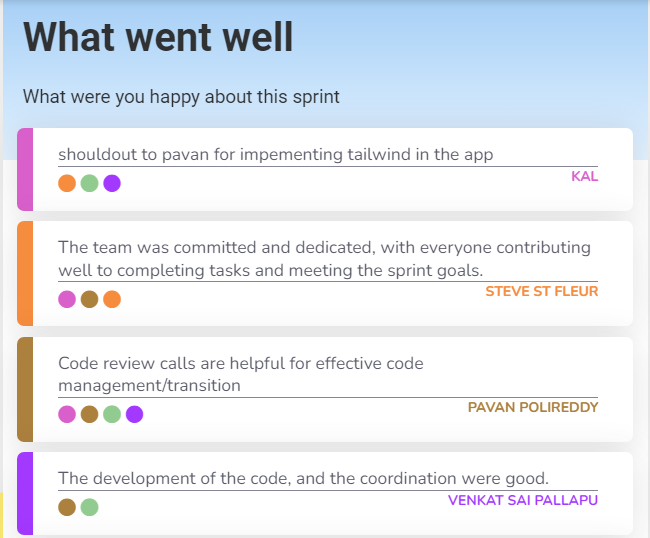 What went well
What were you happy about this sprint
shouldout to pavan for impementing tailwind in the app
KAL
The team was committed and dedicated, with everyone contributing
well to completing tasks and meeting the sprint goals.
STEVE ST FLEUR
Code review calls are helpful for effective code
management/transition
PAVAN POLIREDDY
The development of the code, and the coordination were good.
VENKAT SAI PALLAPU